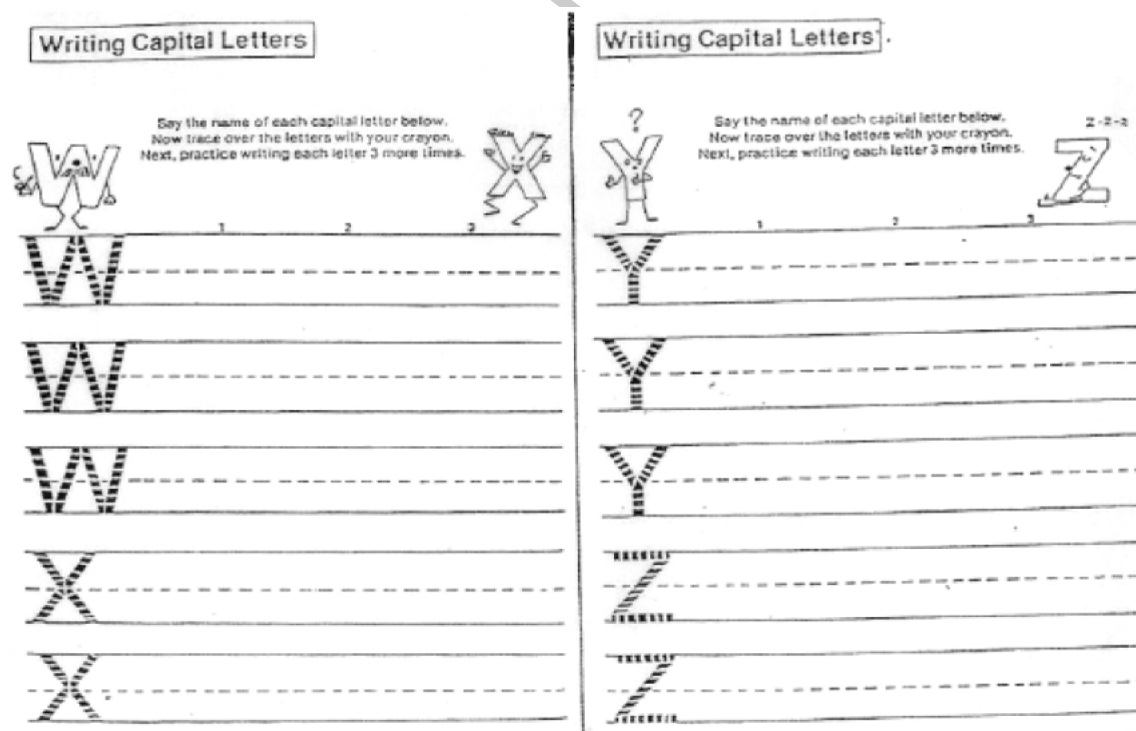 Writing Capital Letters
Say the name of each capital letter below.
Now trace over the letters with your crayon.
Next, practice writing each letter 3 more times.
W
X
1 2 3
W
W
W
X
X
Writing Capital Letters
?
Say the name of each capital letter below.
Now trace over the letters with your crayon.
Next, practice writing each letter 3 more times.
Z-Z-Z
Y
Z
1 2 3
Y
Y
Y
Z
Z